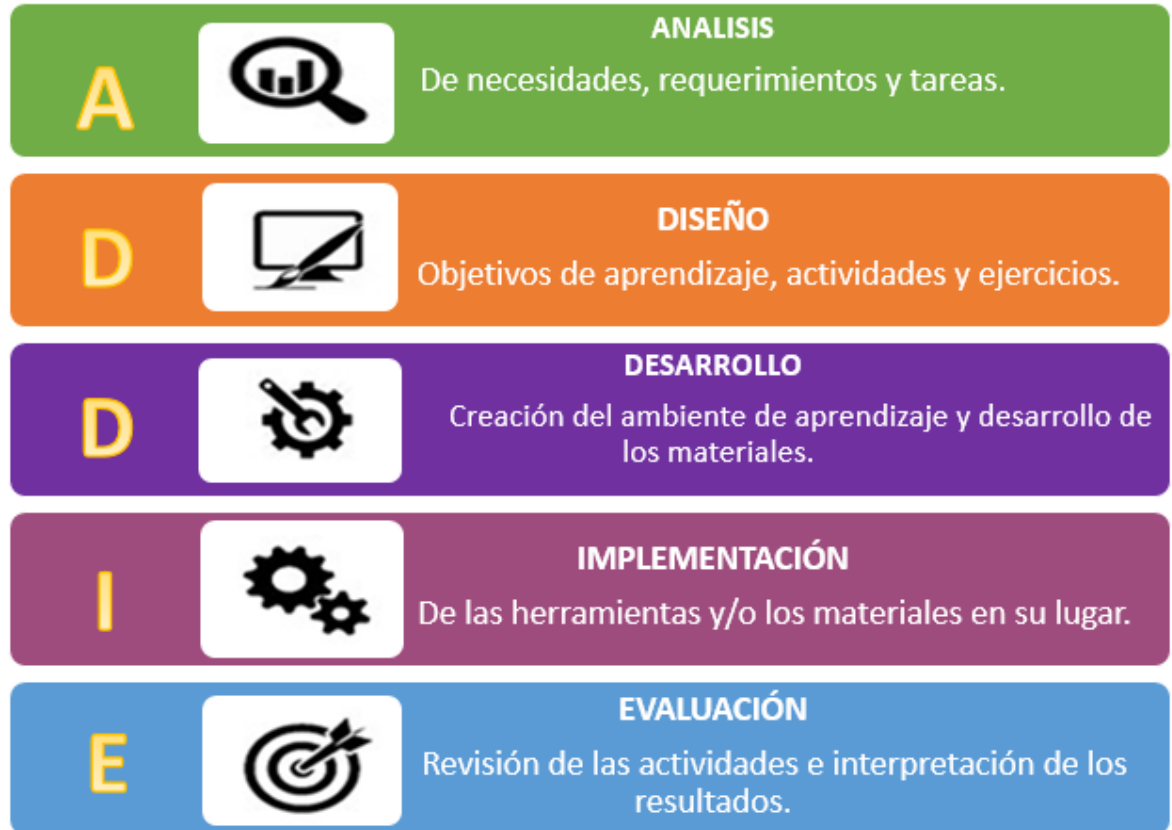 A
ANALISIS
De necesidades, requerimientos y tareas.
D
DISEÑO
Objetivos de aprendizaje, actividades y ejercicios.
D
DESARROLLO
Creación del ambiente de aprendizaje y desarrollo de
los materiales.
I
IMPLEMENTACIÓN
De las herramientas y/o los materiales en su lugar.
E
EVALUACIÓN
Revisión de las actividades e interpretación de los
resultados.